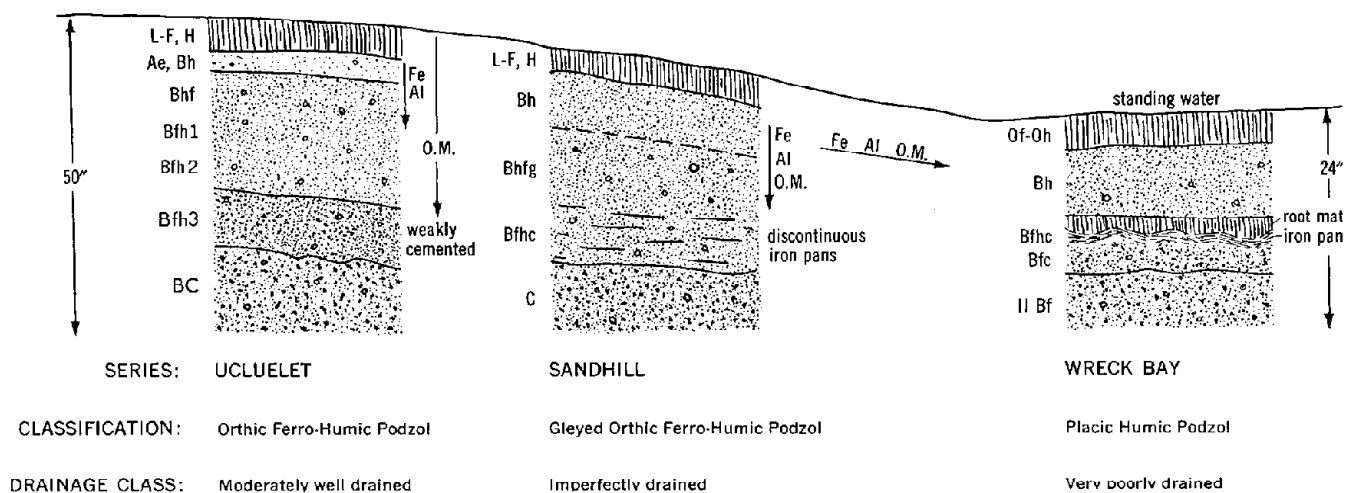 50″
L-F, H
Ae, Bh
Bhf
Bfh1
Bfh2
Bfh3
BC
Fe
Al
O.M.
weakly
cemented
L-F, H
Bh
Bhfg
Bfhc
C
Fe
Al
O.M.
discontinuous
iron pans
Fe Al O.M.
standing water
Of-Oh
Bh
Bfhc
Bfc
II Bf
24″
root mat
iron pan
SERIES: UCLUELET SANDHILL WRECK BAY
CLASSIFICATION: Orthic Ferro-Humic Podzol Gleyed Orthic Ferro-Humic Podzol Placic Humic Podzol
DRAINAGE CLASS: Moderately well drained Imperfectly drained Very poorly drained